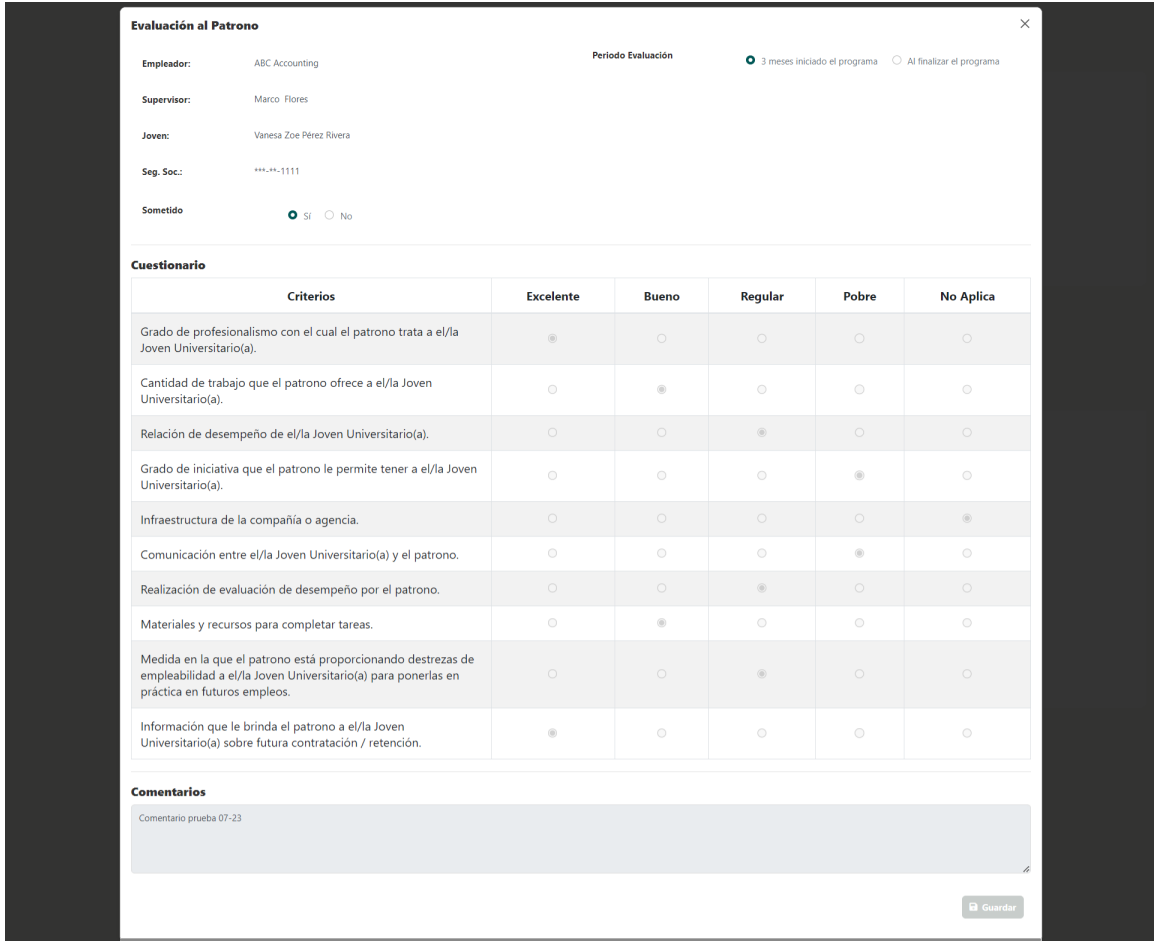 Evaluación al Patrono
Empleador: ABC Accounting
Periodo Evaluación 3 meses iniciado el programa Al finalizar el programa
Supervisor: Marco Flores
Joven: Vanesa Zoe Pérez Rivera
Seg. Soc.: ***-**-1111
Sometido Sí No
Cuestionario
Criterios Excelente Bueno Regular Pobre No Aplica
Grado de profesionalismo con el cual el patrono trata a el/la
Joven Universitario(a).
Cantidad de trabajo que el patrono ofrece a el/la Joven
Universitario(a).
Relación de desempeño de el/la Joven Universitario(a).
Grado de iniciativa que el patrono le permite tener a el/la Joven
Universitario(a).
Infraestructura de la compañía o agencia.
Comunicación entre el/la Joven Universitario(a) y el patrono.
Realización de evaluación de desempeño por el patrono.
Materiales y recursos para completar tareas.
Medida en la que el patrono está proporcionando destrezas de
empleabilidad a el/la Joven Universitario(a) para ponerlas en
práctica en futuros empleos.
Información que le brinda el patrono a el/la Joven
Universitario(a) sobre futura contratación / retención.
Comentarios
Comentario prueba 07-23
Guardar